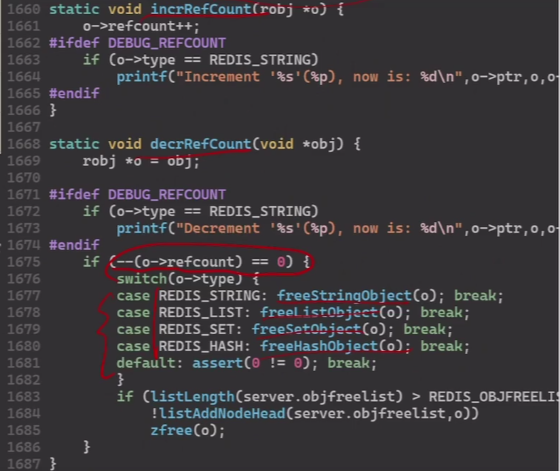 1660 static void incrRefCount(robj *o) {
1661     o->refcount++;
1662 #ifdef DEBUG_REFCOUNT
1663     if (o->type == REDIS_STRING)
1664         printf("Increment '%s'(%p), now is: %d\n",o->ptr,o,o-
1665 #endif
1666 }
1667
1668 static void decrRefCount(void *obj) {
1669     robj *o = obj;
1670
1671 #ifdef DEBUG_REFCOUNT
1672     if (o->type == REDIS_STRING)
1673         printf("Decrement '%s'(%p), now is: %d\n",o->ptr,o,o-
1674 #endif
1675     if (--(o->refcount) == 0) {
1676         switch(o->type) {
1677         case REDIS_STRING: freeStringObject(o); break;
1678         case REDIS_LIST: freeListObject(o); break;
1679         case REDIS_SET: freeSetObject(o); break;
1680         case REDIS_HASH: freeHashObject(o); break;
1681         default: assert(0 != 0); break;
1682         }
1683         if (listLength(server.objfreelist) > REDIS_OBJFREELIS
1684             !listAddNodeHead(server.objfreelist,o))
1685             zfree(o);
1686     }
1687 }